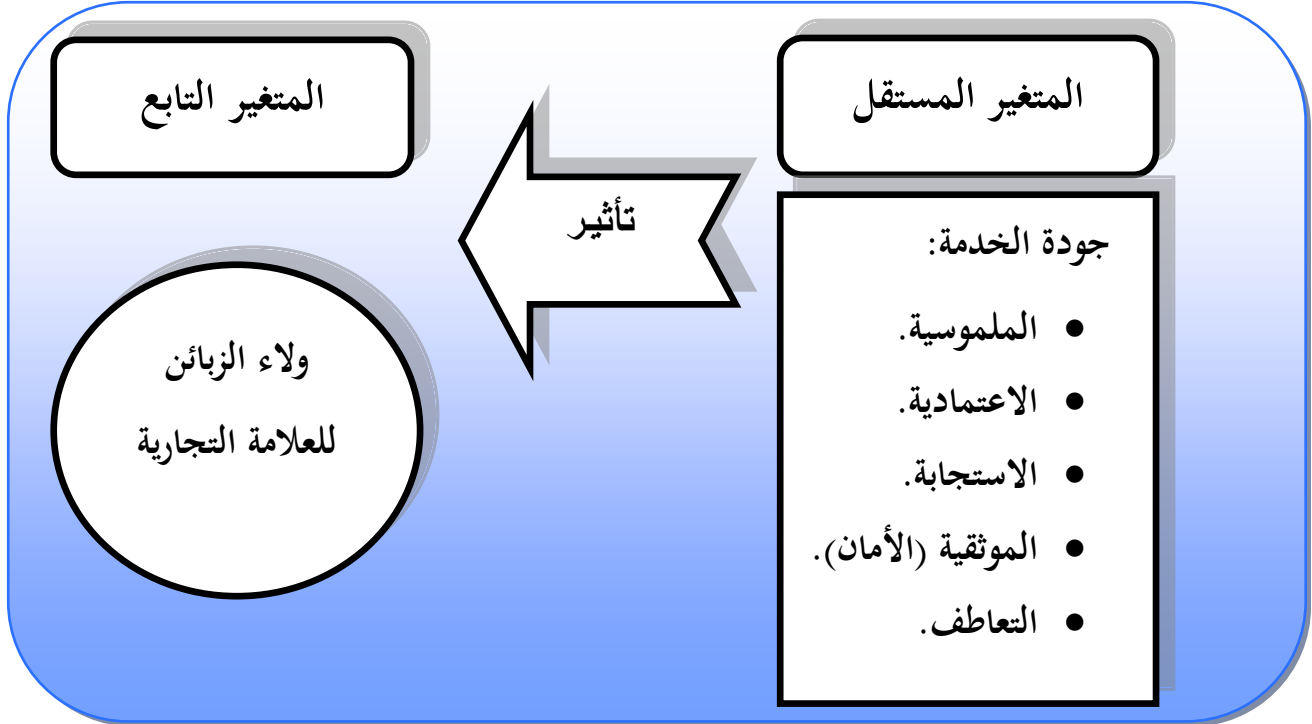 المتغير المستقل
المتغير التابع
تأثير
جودة الخدمة:
● الملموسية.
● الاعتمادية.
● الاستجابة.
● الموثقية (الأمان).
● التعاطف.
ولاء الزبائن
للعلامة التجارية